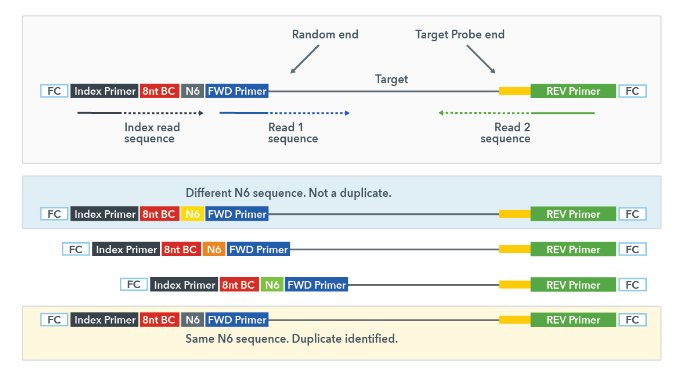 Random end Target Probe end
Target
FC Index Primer 8nt BC N6 FWD Primer REV Primer FC
Index read sequence
Read 1 sequence
Read 2 sequence
Different N6 sequence. Not a duplicate.
FC Index Primer 8nt BC N6 FWD Primer REV Primer FC
FC Index Primer 8nt BC N6 FWD Primer REV Primer FC
FC Index Primer 8nt BC N6 FWD Primer REV Primer FC
FC Index Primer 8nt BC N6 FWD Primer REV Primer FC
Same N6 sequence. Duplicate identified.